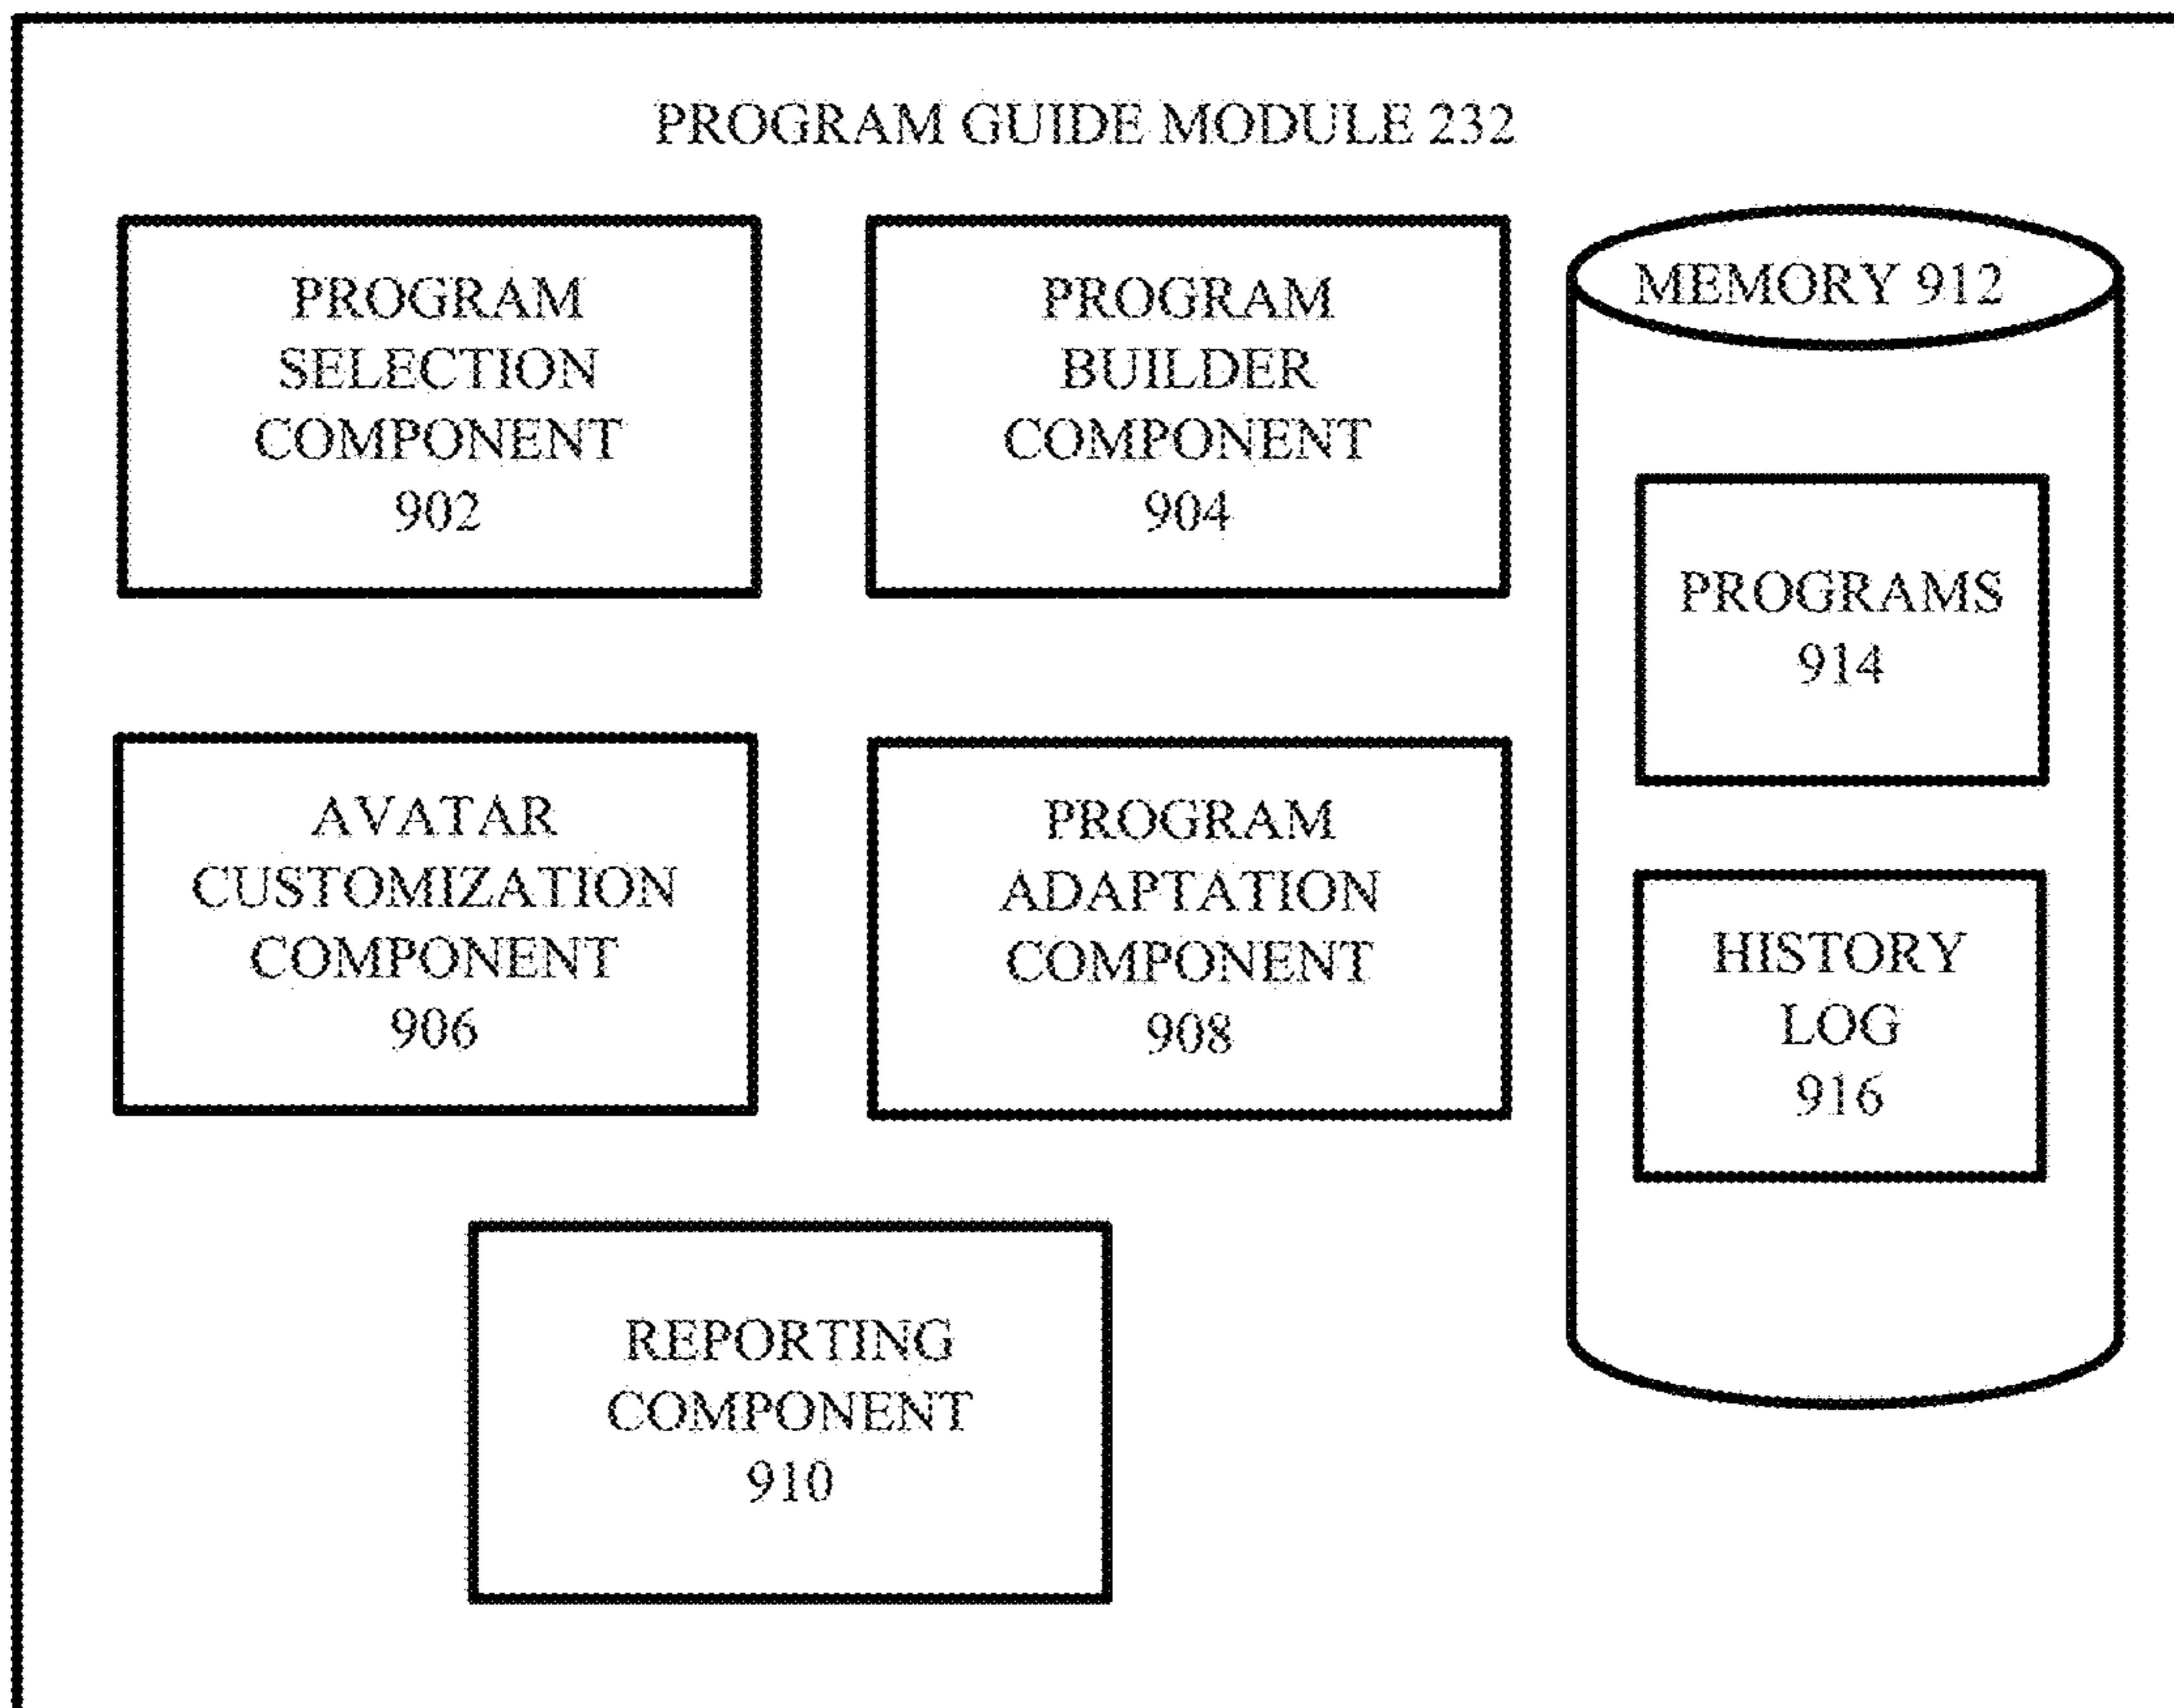 PROGRAM GUIDE MODULE 232
PROGRAM
SELECTION
COMPONENT
902
PROGRAM
BUILDER
COMPONENT
904
MEMORY 912
PROGRAMS
914
AVATAR
CUSTOMIZATION
COMPONENT
906
PROGRAM
ADAPTATION
COMPONENT
908
HISTORY
LOG
916
REPORTING
COMPONENT
910